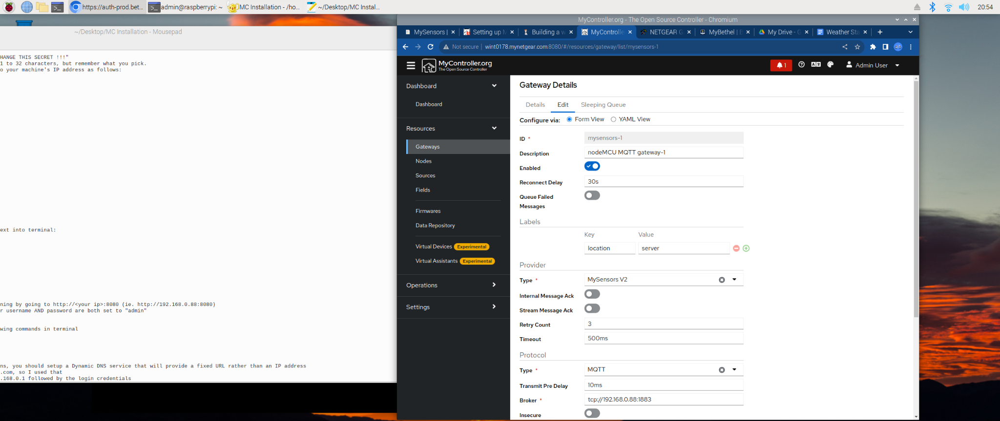 https://auth-prod.bet...
admin@raspberrypi: ~
MC Installation - /ho...
~/Desktop/MC Instal...
20:54
~/Desktop/MC Installation - Mousepad
HANGE THIS SECRET !!!"
1 to 32 characters, but remember what you pick.
o your machine's IP address as follows:
ext into terminal:
ning by going to http://<your ip>:8080 (ie. http://192.168.0.88:8080)
r username AND password are both set to "admin"
wing commands in terminal
ns, you should setup a Dynamic DNS service that will provide a fixed URL rather than an IP address
.com, so I used that
.168.0.1 followed by the login credentials
MyController.org - The Open Source Controller - Chromium
MySensors |
Setting up M
Building a w
MyControlle
NETGEAR G
MyBethel | B
My Drive - G
Weather Sta
Not secure | wint0178.mynetgear.com:8080/#/resources/gateway/list/mysensors-1
MyController.org
The Open Source Controller
1
Admin User
Dashboard
Dashboard
Resources
Gateways
Nodes
Sources
Fields
Firmwares
Data Repository
Virtual Devices Experimental
Virtual Assistants Experimental
Operations
Settings
Gateway Details
Details Edit Sleeping Queue
Configure via: Form View YAML View
ID * mysensors-1
Description nodeMCU MQTT gateway-1
Enabled
Reconnect Delay 30s
Queue Failed
Messages
Labels
Key Value
location server
Provider
Type * MySensors V2
Internal Message Ack
Stream Message Ack
Retry Count 3
Timeout 500ms
Protocol
Type * MQTT
Transmit Pre Delay 10ms
Broker * tcp://192.168.0.88:1883
Insecure